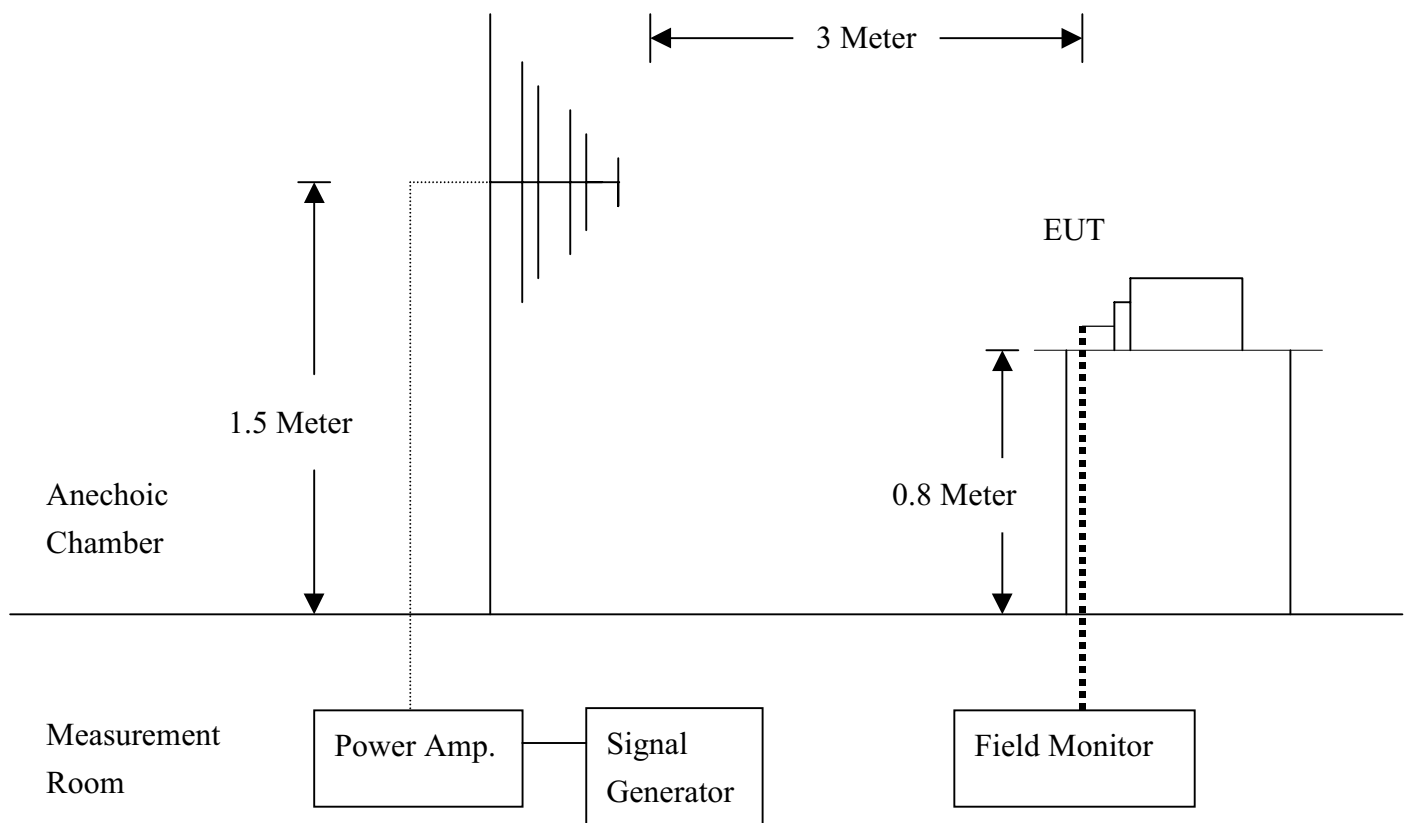 3 Meter
EUT
1.5 Meter
0.8 Meter
Anechoic
Chamber
Measurement
Room
Power Amp.
Signal
Generator
Field Monitor